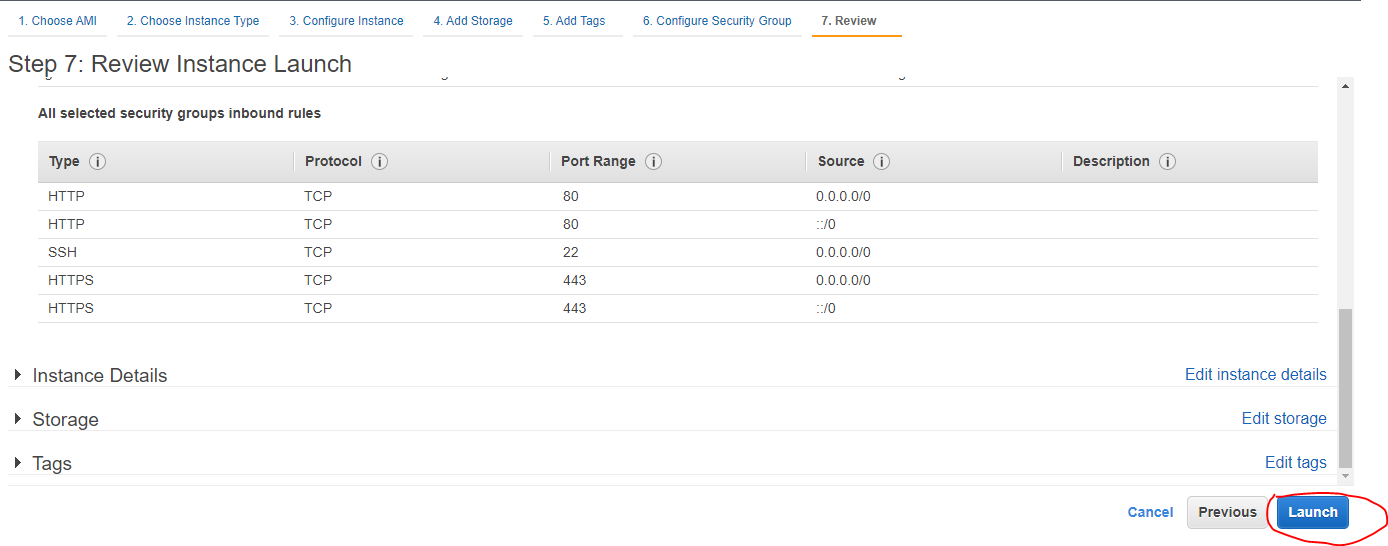 1. Choose AMI 2. Choose Instance Type 3. Configure Instance 4. Add Storage 5. Add Tags 6. Configure Security Group 7. Review
Step 7: Review Instance Launch
All selected security groups inbound rules
Type i Protocol i Port Range i Source i Description i
HTTP TCP 80 0.0.0.0/0
HTTP TCP 80 ::/0
SSH TCP 22 0.0.0.0/0
HTTPS TCP 443 0.0.0.0/0
HTTPS TCP 443 ::/0
Instance Details Edit instance details
Storage Edit storage
Tags Edit tags
Cancel Previous Launch